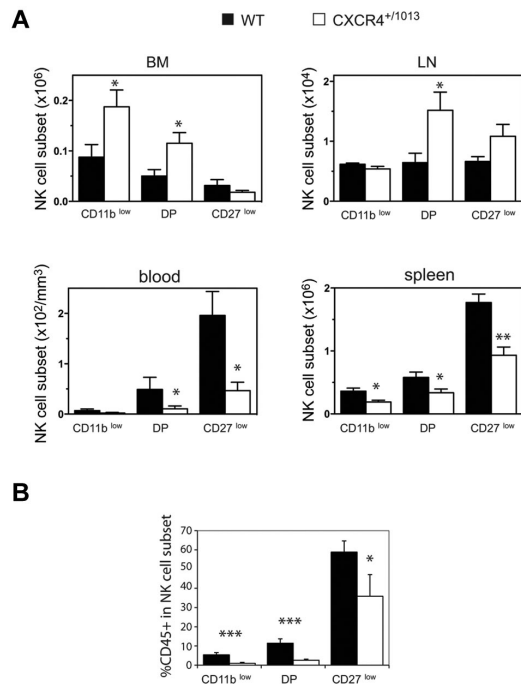 WT CXCR4+/1013
A
BM LN
NK cell subset (x10⁶) NK cell subset (x10⁴)
0.2 2
0.1 1
0.0 0
CD11b low DP CD27 low CD11b low DP CD27 low
* * *
blood spleen
NK cell subset (x10²/mm³) NK cell subset (x10⁶)
2 2
1 1
0 0
CD11b low DP CD27 low CD11b low DP CD27 low
* * * * **
B
%CD45+ in NK cell subset
70
60
50
40
30
20
10
0
*** *** *
CD11b low DP CD27 low